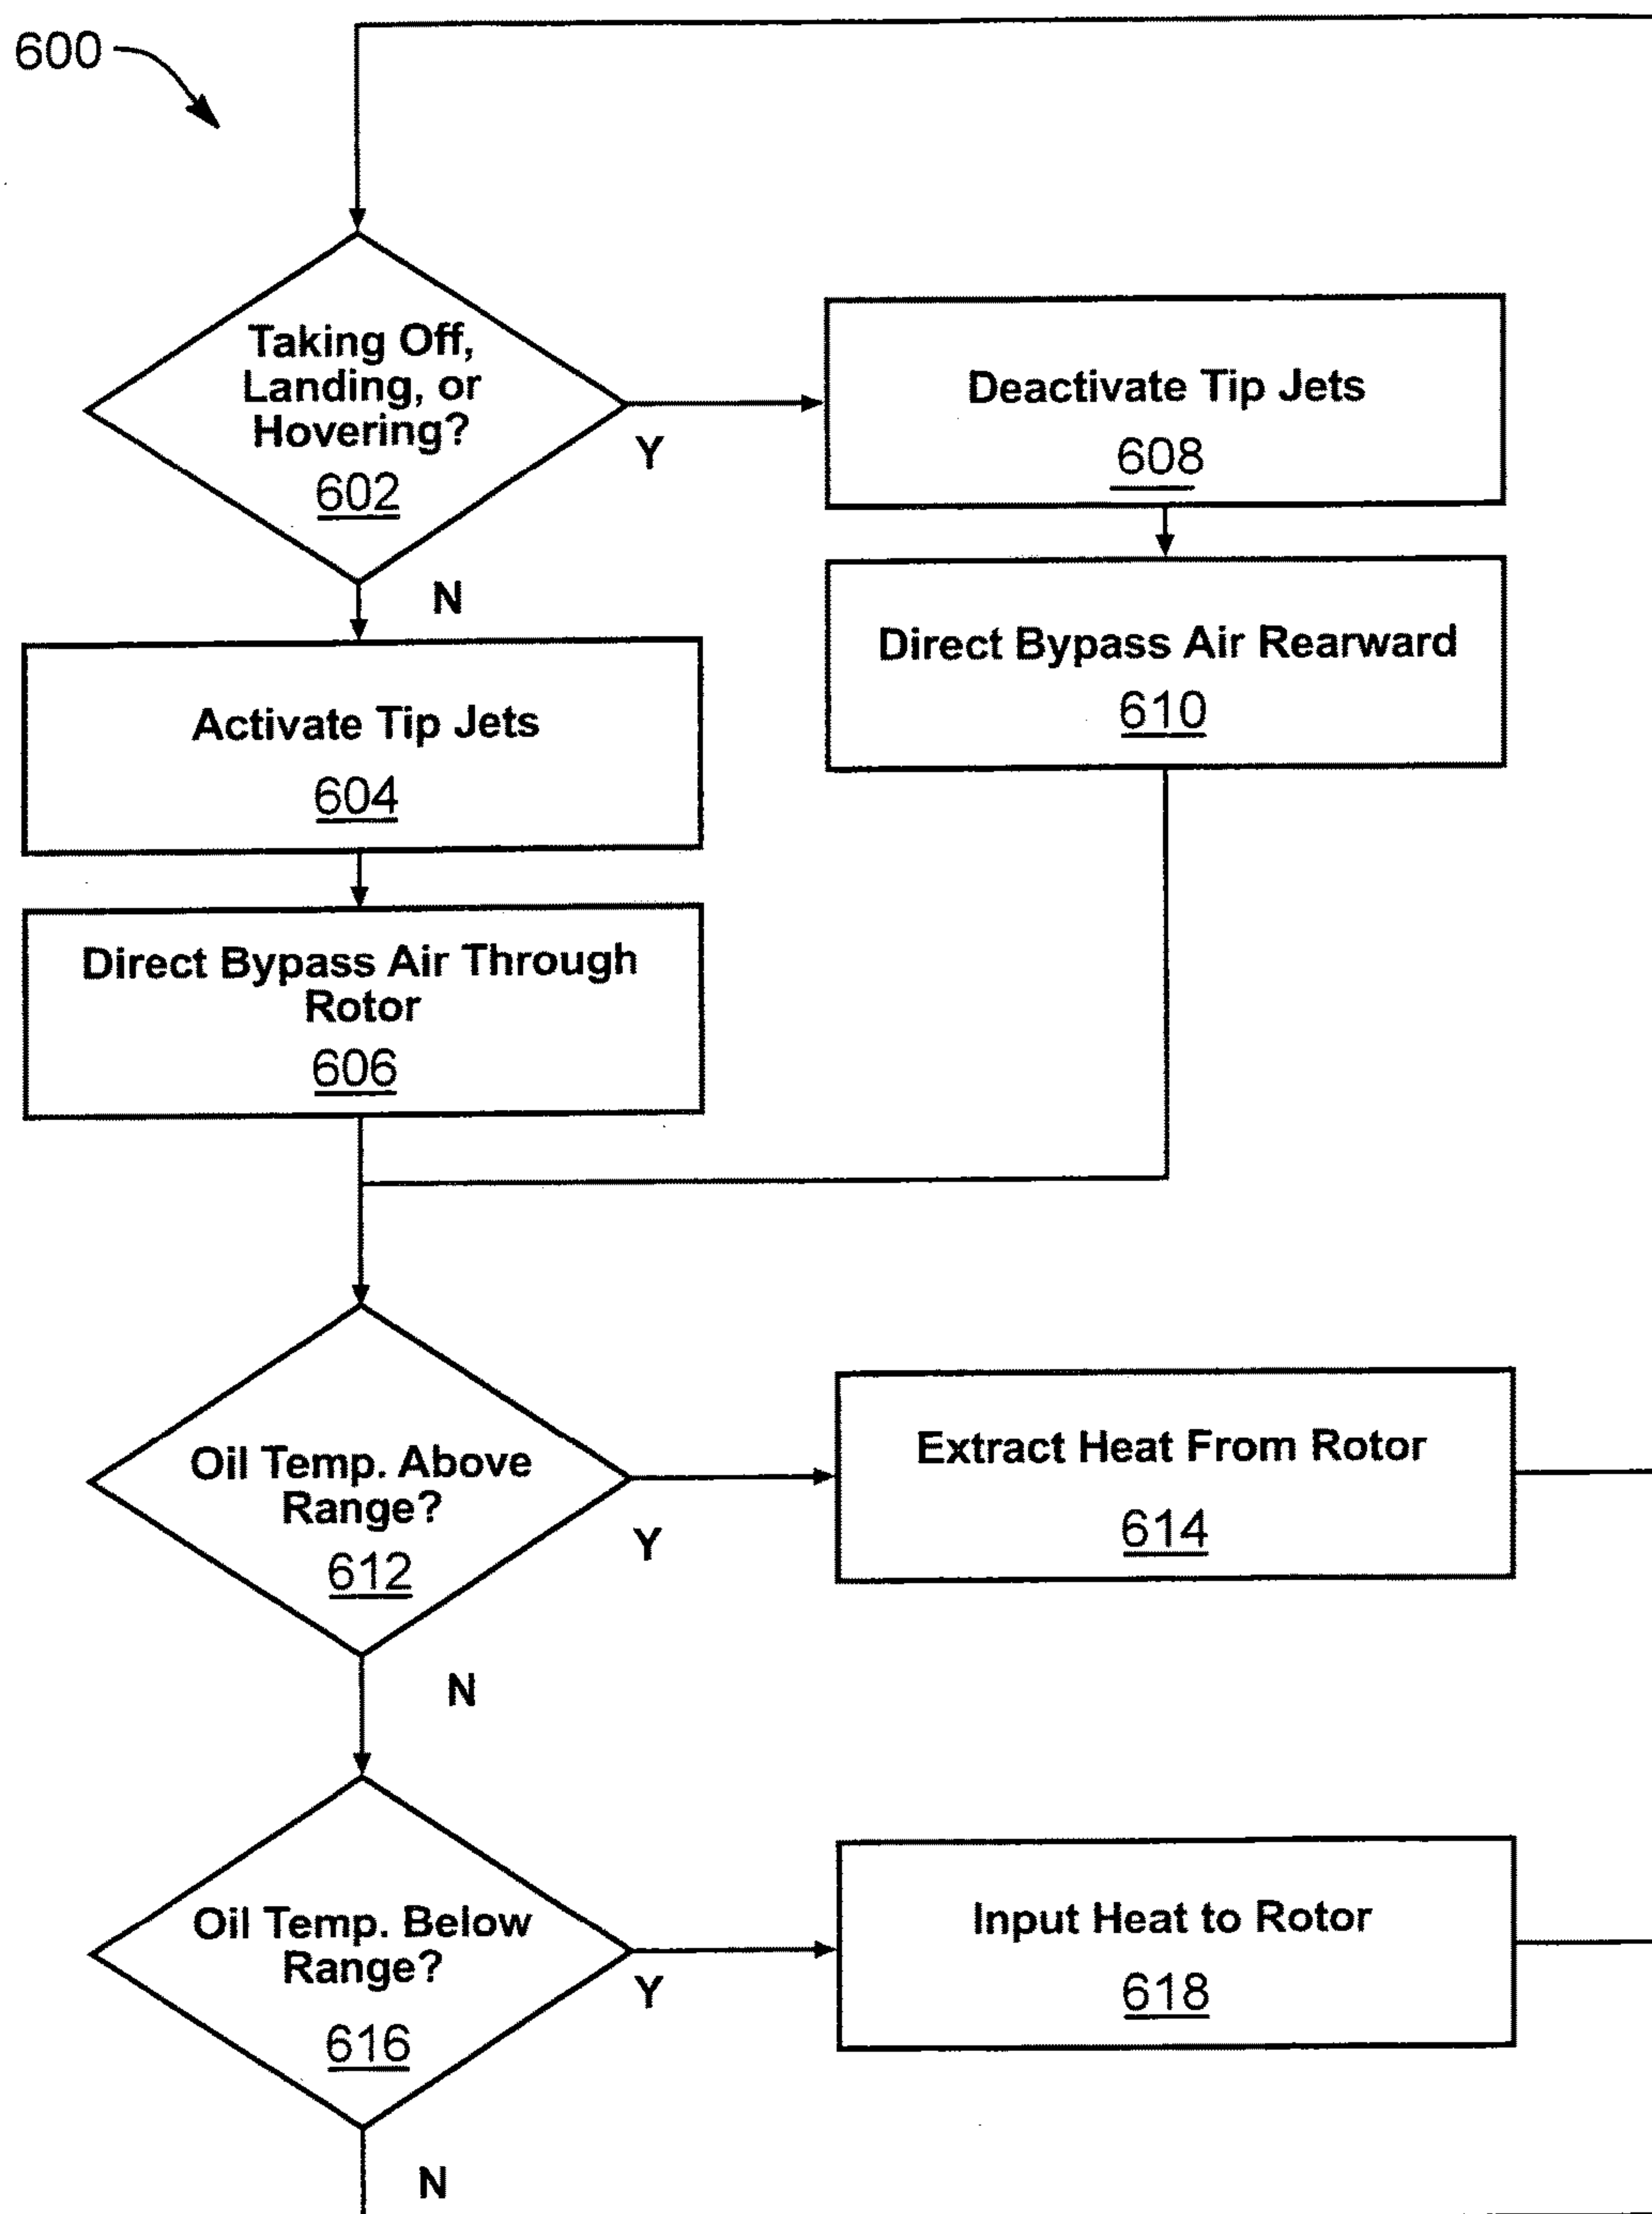 600
Taking Off,
Landing, or
Hovering?
602
Y
N
Deactivate Tip Jets
608
Direct Bypass Air Rearward
610
Activate Tip Jets
604
Direct Bypass Air Through
Rotor
606
Oil Temp. Above
Range?
612
Y
N
Extract Heat From Rotor
614
Oil Temp. Below
Range?
616
Y
N
Input Heat to Rotor
618